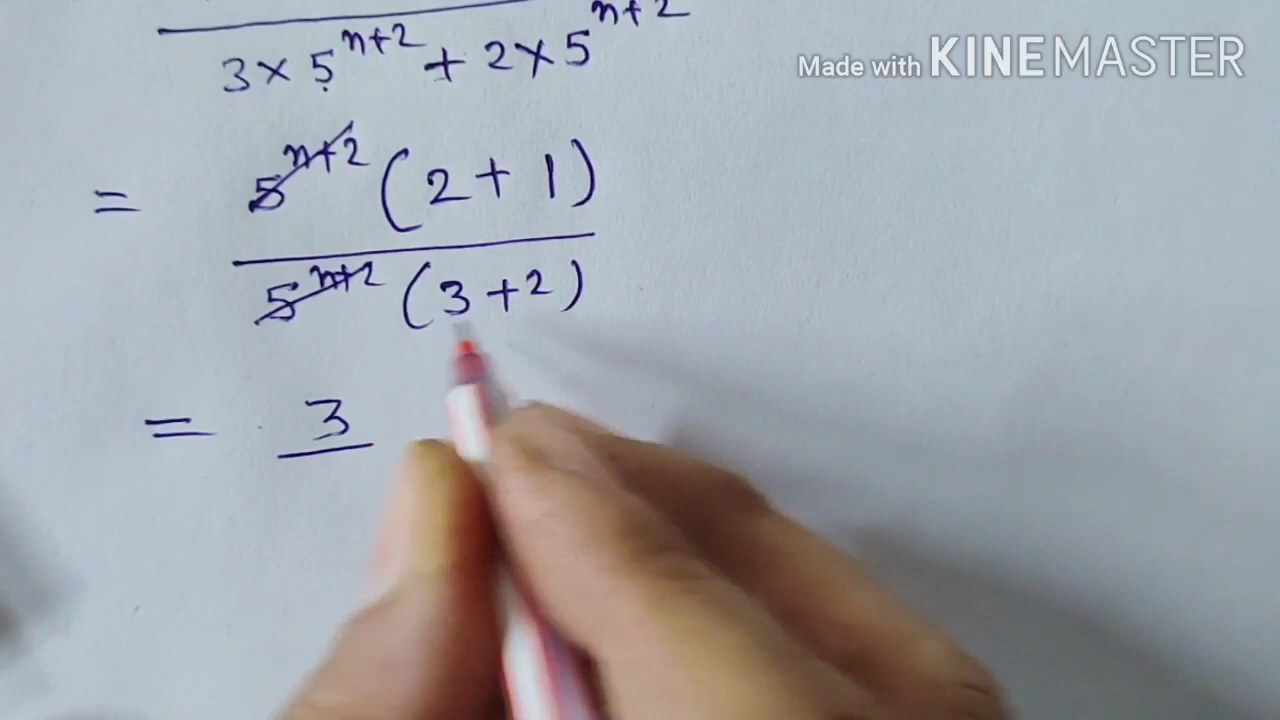 Made with KINEMASTER
3 × 5^{n+2} + 2 × 5^{n+2}
= 5^{n+2} (2 + 1)
5^{n+2} (3 + 2)
= 3